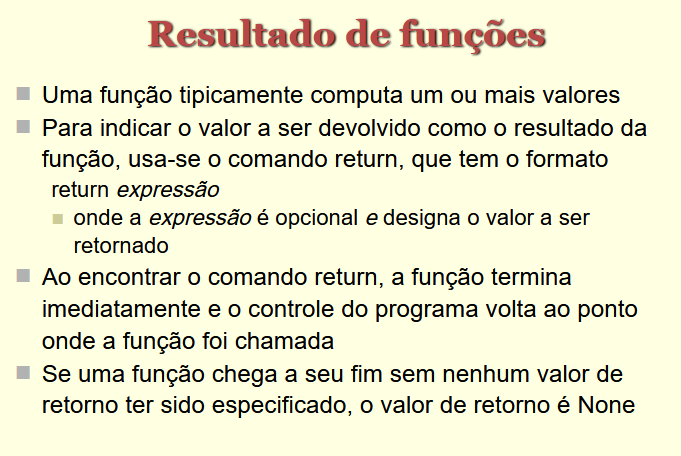 Resultado de funções
Uma função tipicamente computa um ou mais valores
Para indicar o valor a ser devolvido como o resultado da
função, usa-se o comando return, que tem o formato
return expressão
onde a expressão é opcional e designa o valor a ser
retornado
Ao encontrar o comando return, a função termina
imediatamente e o controle do programa volta ao ponto
onde a função foi chamada
Se uma função chega a seu fim sem nenhum valor de
retorno ter sido especificado, o valor de retorno é None